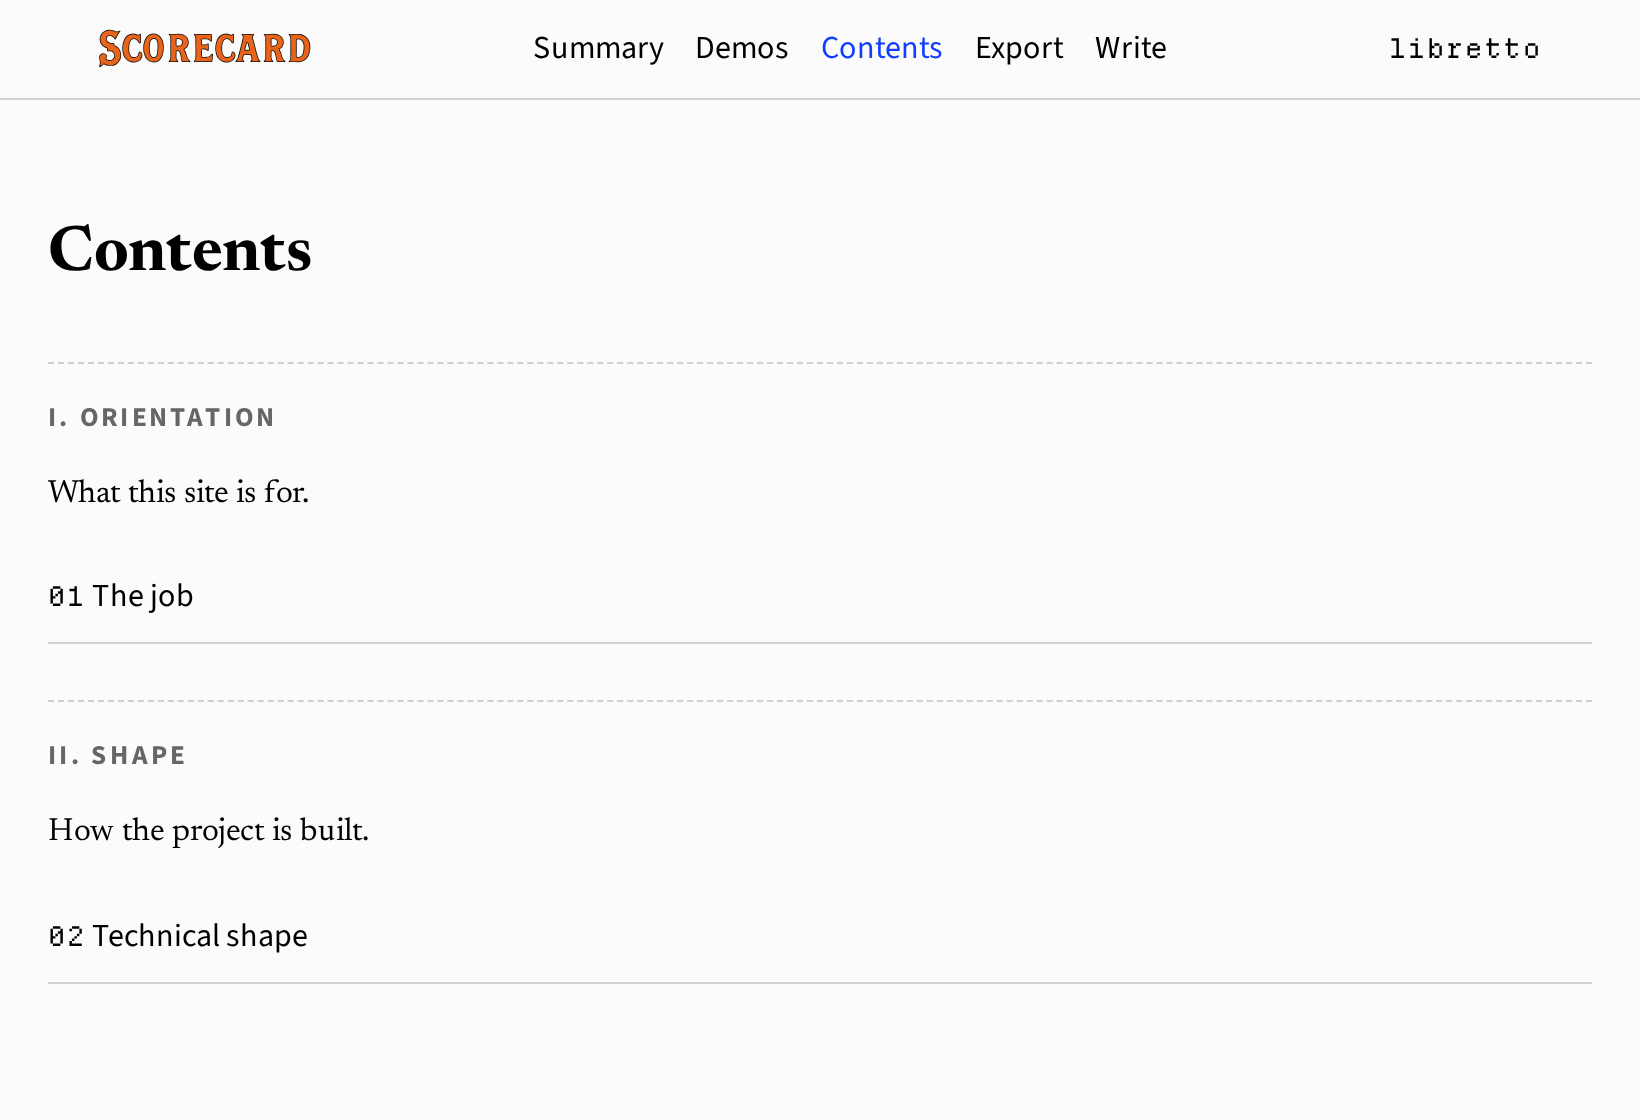 SCORECARD
Summary Demos Contents Export Write
libretto
Contents
I. ORIENTATION
What this site is for.
01 The job
II. SHAPE
How the project is built.
02 Technical shape